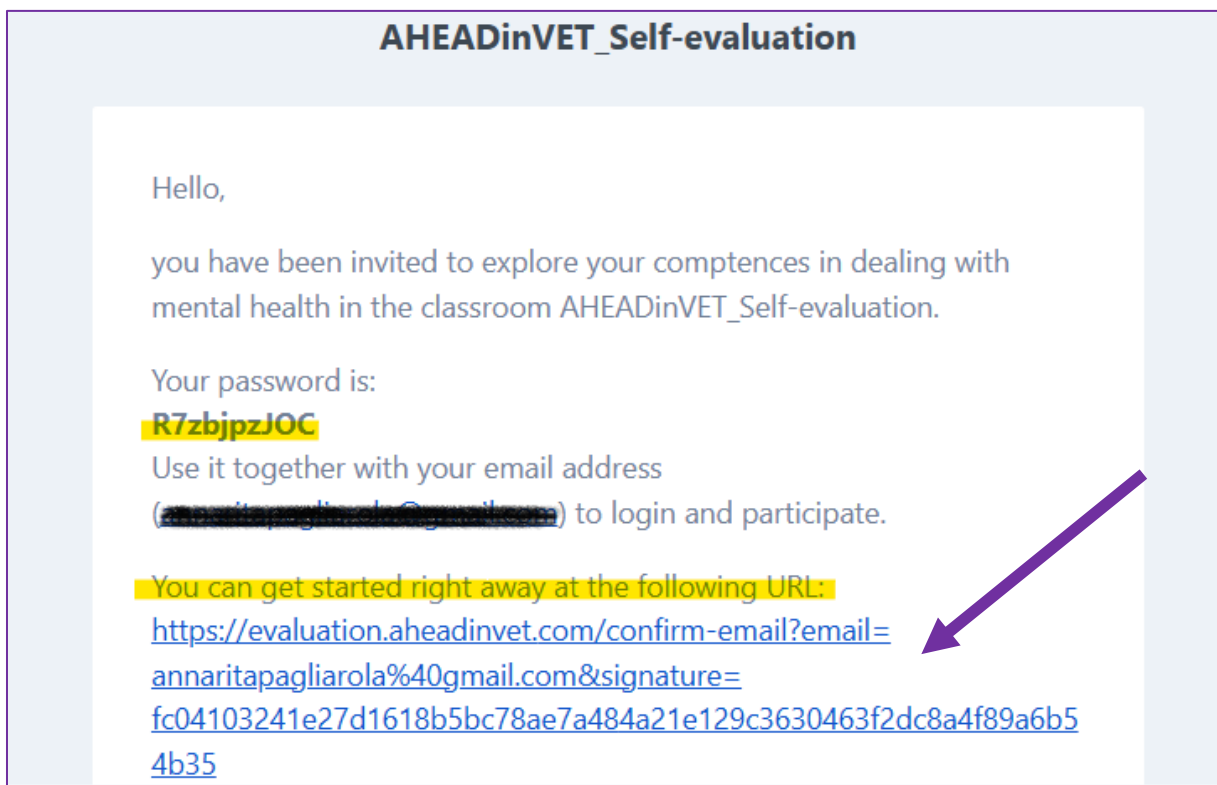 AHEADinVET_Self-evaluation
Hello,
you have been invited to explore your comptences in dealing with
mental health in the classroom AHEADinVET_Self-evaluation.
Your password is:
R7zbjpzJOC
Use it together with your email address
() to login and participate.
You can get started right away at the following URL:
https://evaluation.aheadinvet.com/confirm-email?email=
annaritapagliarola%40gmail.com&signature=
fc04103241e27d1618b5bc78ae7a484a21e129c3630463f2dc8a4f89a6b5
4b35